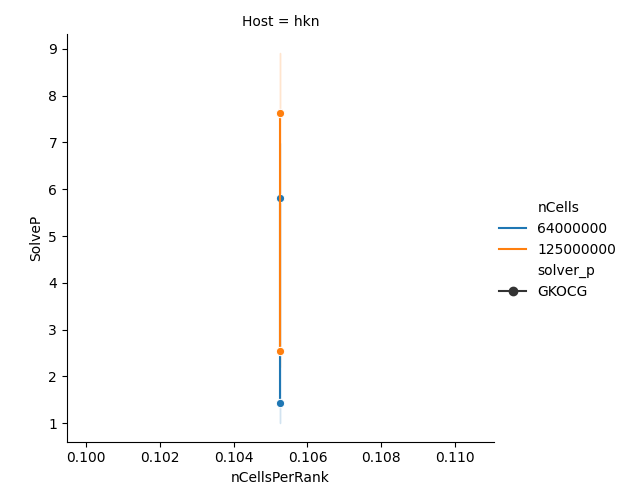 Host = hkn
9
8
7
6
5
4
3
2
1
SolveP
0.100 0.102 0.104 0.106 0.108 0.110
nCellsPerRank
nCells
64000000
125000000
solver_p
GKOCG